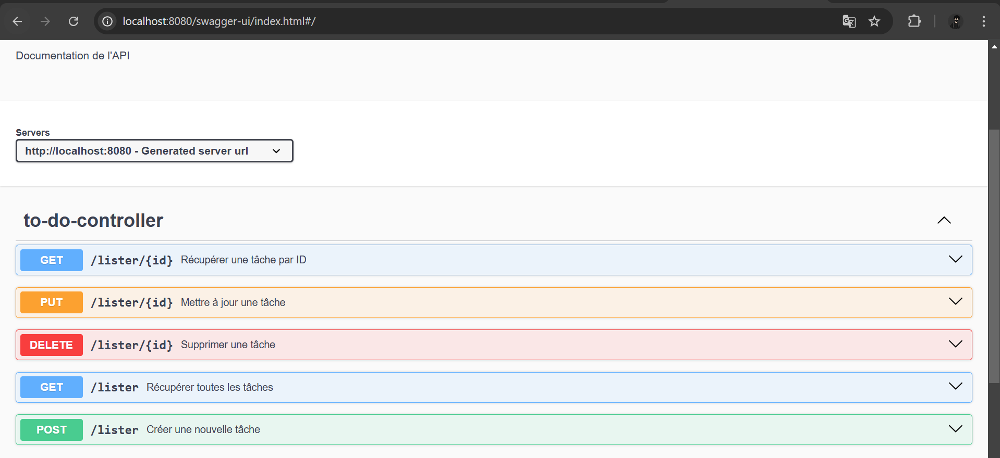 localhost:8080/swagger-ui/index.html#/
Documentation de l'API
Servers
http://localhost:8080 - Generated server url
to-do-controller
GET /lister/{id} Récupérer une tâche par ID
PUT /lister/{id} Mettre à jour une tâche
DELETE /lister/{id} Supprimer une tâche
GET /lister Récupérer toutes les tâches
POST /lister Créer une nouvelle tâche